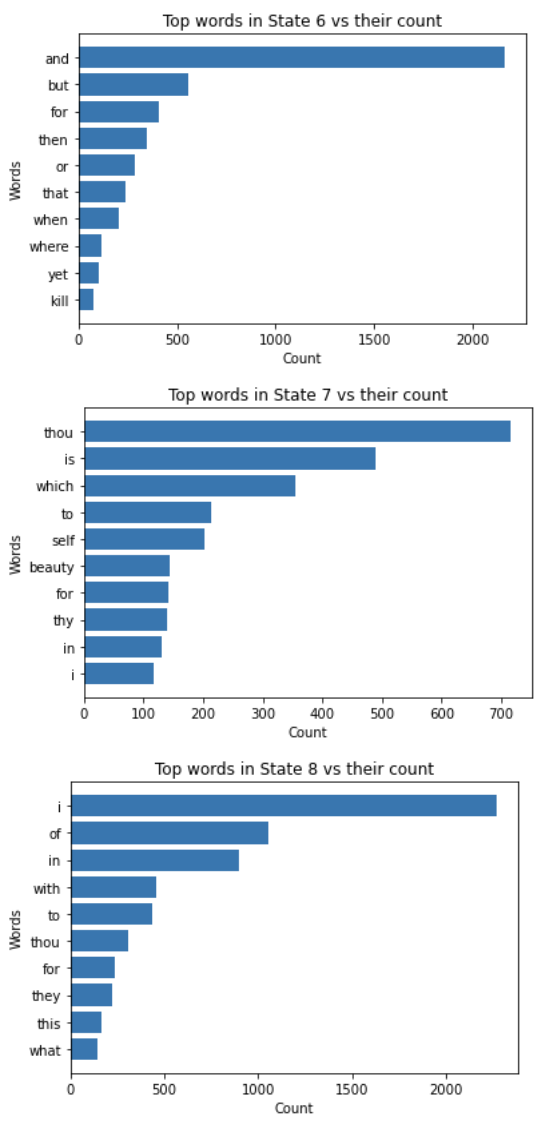 Top words in State 6 vs their count
and
but
for
then
or
that
when
where
yet
kill
Words
0 500 1000 1500 2000
Count
Top words in State 7 vs their count
thou
is
which
to
self
beauty
for
thy
in
i
Words
0 100 200 300 400 500 600 700
Count
Top words in State 8 vs their count
i
of
in
with
to
thou
for
they
this
what
Words
0 500 1000 1500 2000
Count